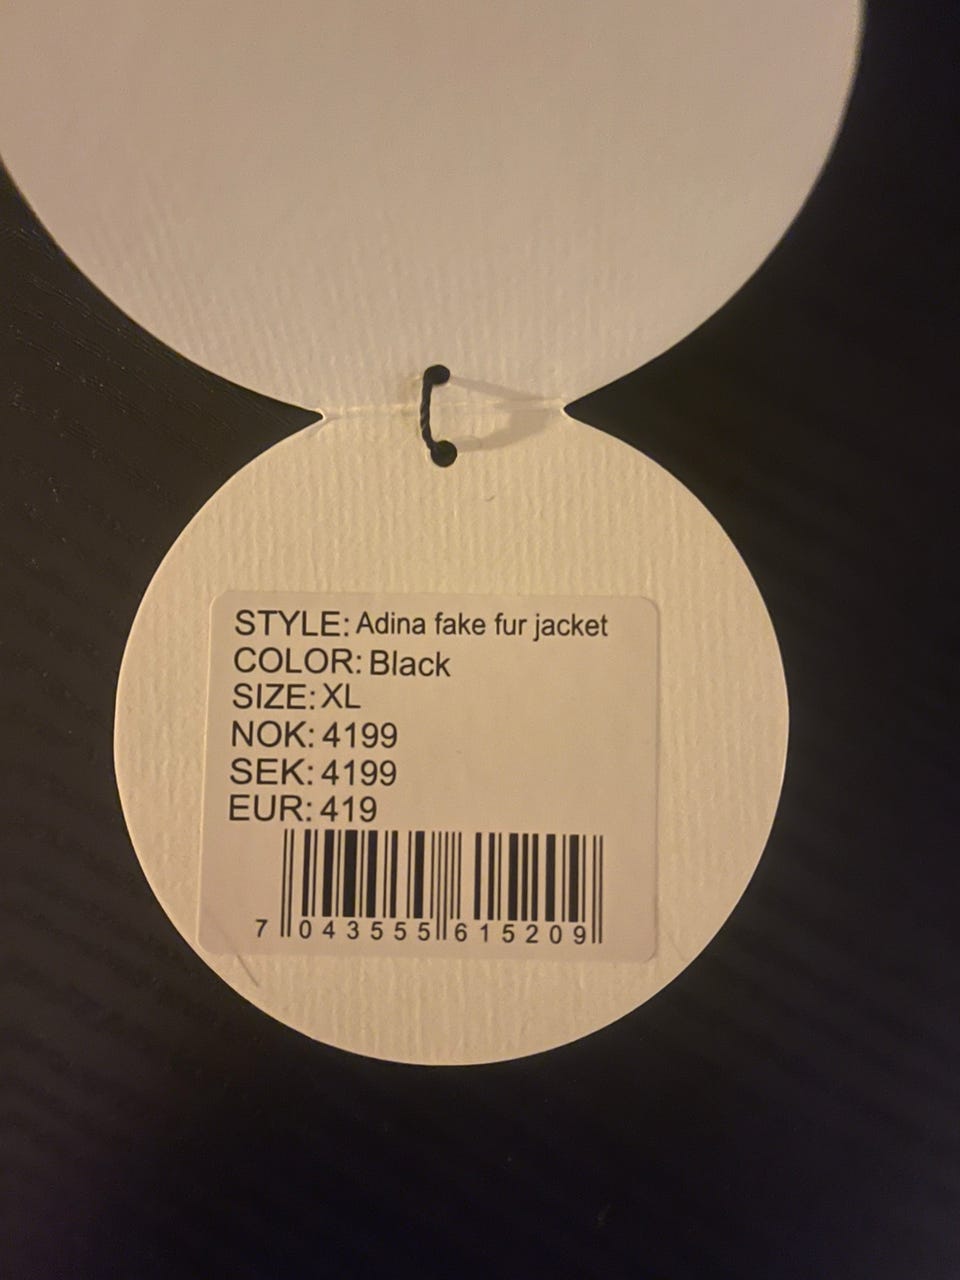 STYLE: Adina fake fur jacket
COLOR: Black
SIZE: XL
NOK: 4199
SEK: 4199
EUR: 419
7 043555 615209